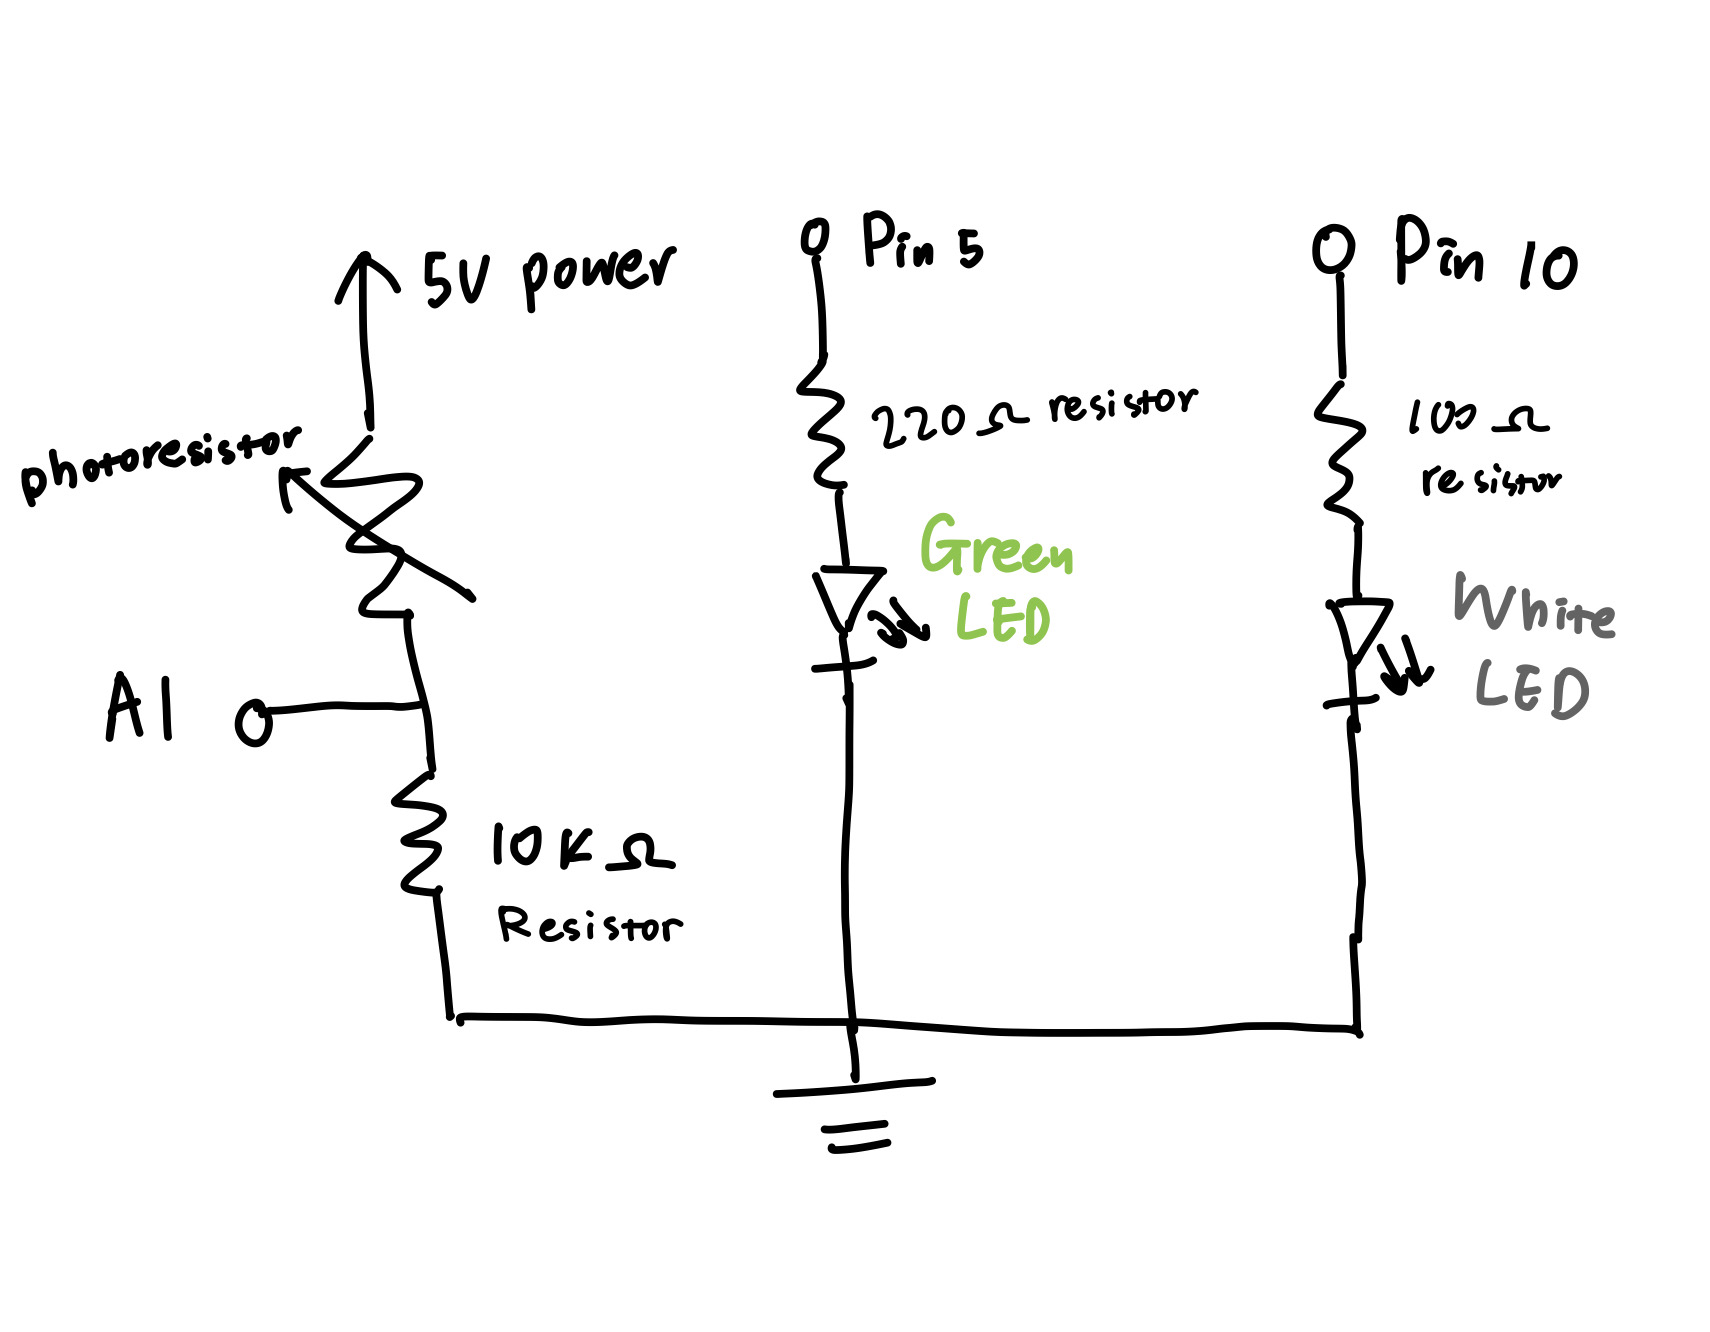 5V power
Pin 5
Pin 10
photoresistor
220 Ω resistor
100 Ω
resistor
Green
LED
White
LED
A1
10K Ω
Resistor